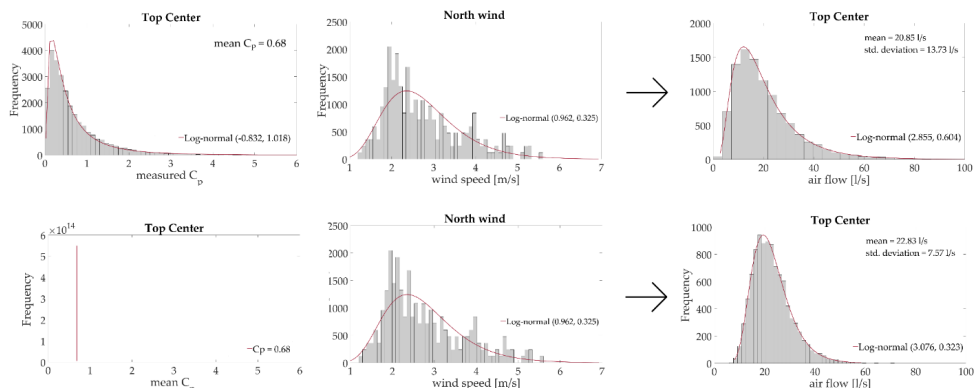 Top Center
5000
4000
3000
2000
1000
0
Frequency
mean Cp = 0.68
Log-normal (-0.832, 1.018)
0 1 2 3 4 5 6
measured Cp
North wind
2500
2000
1500
1000
500
0
Frequency
Log-normal (0.962, 0.325)
1 2 3 4 5 6 7
wind speed [m/s]
Top Center
2000
1500
1000
500
0
Frequency
mean = 20.85 l/s
std. deviation = 13.73 l/s
Log-normal (2.855, 0.604)
0 20 40 60 80 100
air flow [l/s]
Top Center
6 ×10^14
5
4
3
2
1
0
Frequency
Cp = 0.68
0 1 2 3 4 5 6
mean C
North wind
2500
2000
1500
1000
500
0
Frequency
Log-normal (0.962, 0.325)
1 2 3 4 5 6 7
wind speed [m/s]
Top Center
1000
800
600
400
200
0
Frequency
mean = 22.83 l/s
std. deviation = 7.57 l/s
Log-normal (3.076, 0.323)
0 20 40 60 80 100
air flow [l/s]